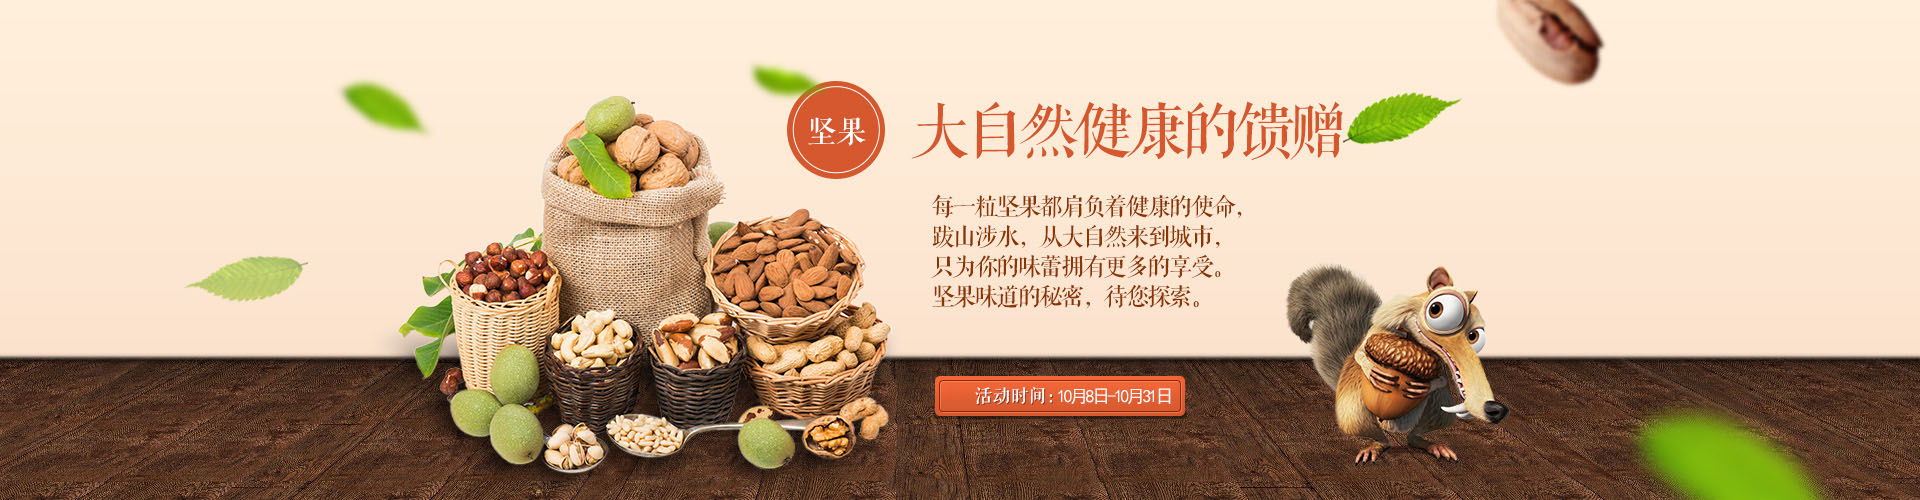 坚果
大自然健康的馈赠
每一粒坚果都肩负着健康的使命，
跋山涉水，从大自然来到城市，
只为你的味蕾拥有更多的享受。
坚果味道的秘密，待您探索。
活动时间：10月8日-10月31日